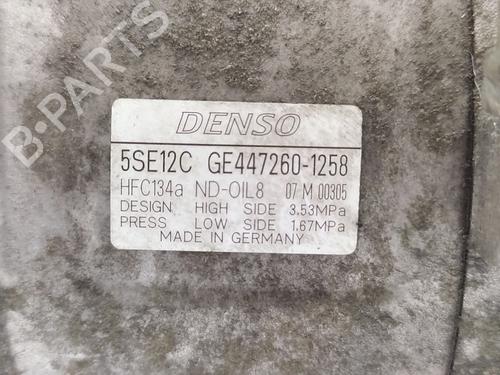 B-PARTS
DENSO
5SE12C GE447260-1258
HFC134a ND-OIL8 07 M 00305
DESIGN HIGH SIDE 3.53MPa
PRESS LOW SIDE 1.67MPa
MADE IN GERMANY